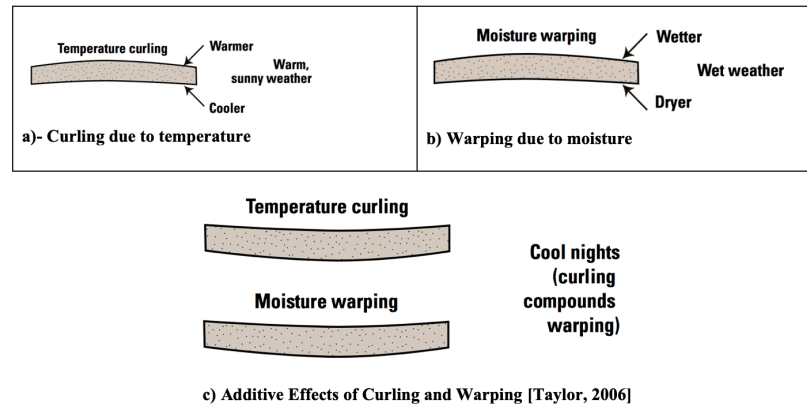 Temperature curling
Warmer
Warm,
sunny weather
Cooler
a)- Curling due to temperature
Moisture warping
Wetter
Wet weather
Dryer
b) Warping due to moisture
Temperature curling
Moisture warping
Cool nights
(curling
compounds
warping)
c) Additive Effects of Curling and Warping [Taylor, 2006]